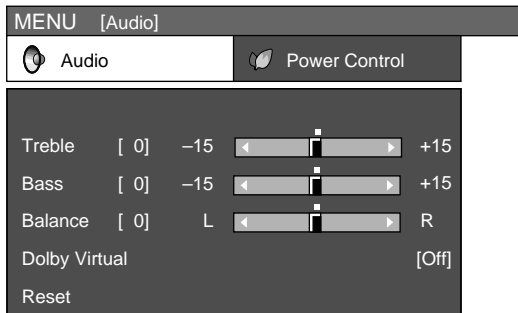 MENU [Audio]
Audio Power Control
Treble [ 0] –15 +15
Bass [ 0] –15 +15
Balance [ 0] L R
Dolby Virtual [Off]
Reset